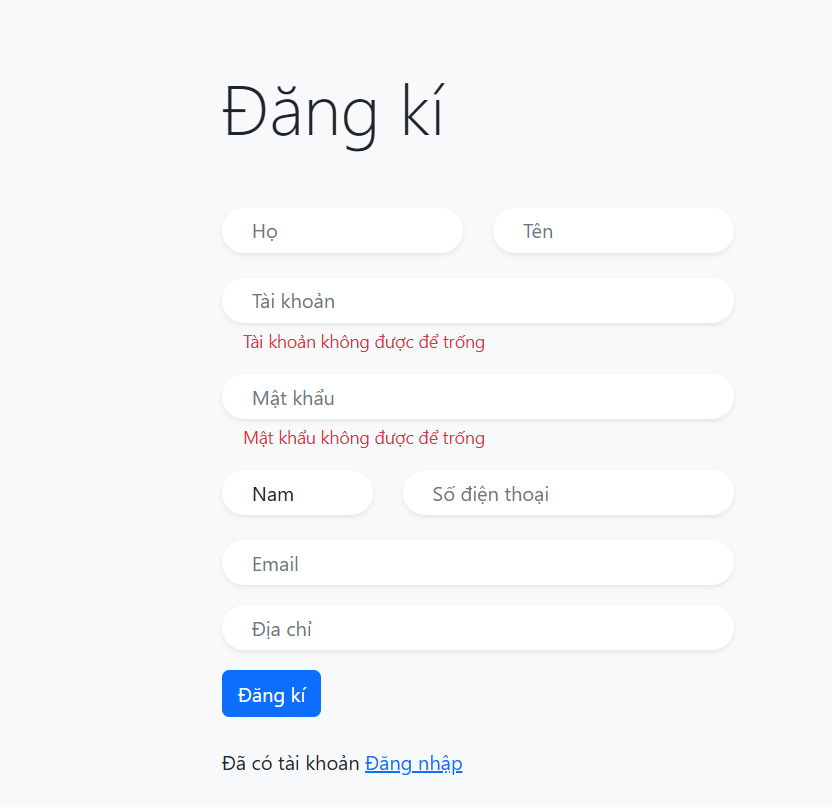 Đăng kí
Họ Tên
Tài khoản
Tài khoản không được để trống
Mật khẩu
Mật khẩu không được để trống
Nam Số điện thoại
Email
Địa chỉ
Đăng kí
Đã có tài khoản Đăng nhập